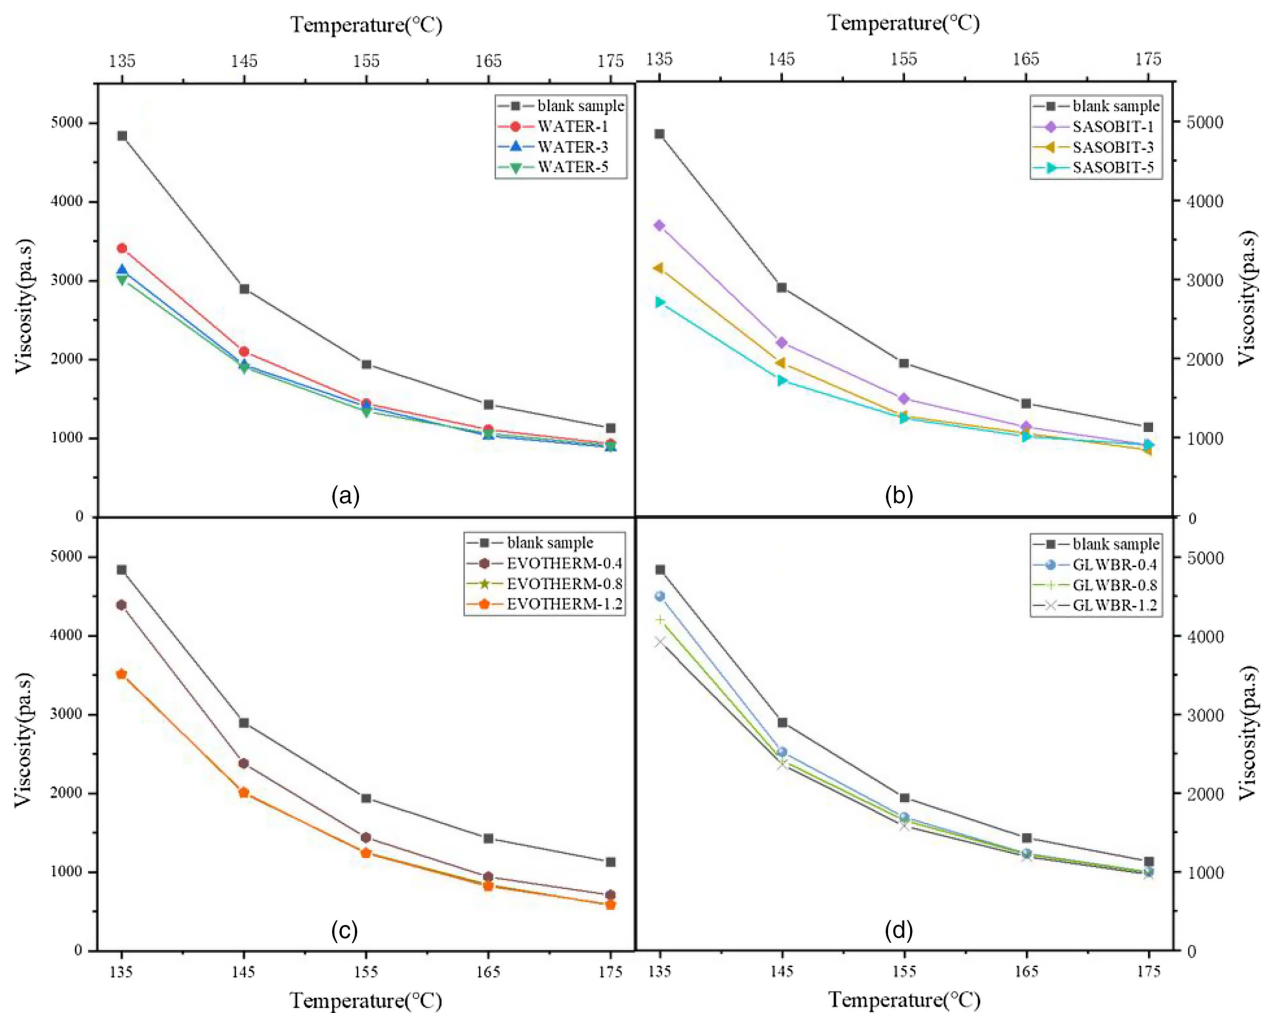 Temperature(°C)
Temperature(°C)
135 145 155 165 175
135 145 155 165 175
blank sample
WATER-1
WATER-3
WATER-5
blank sample
SASOBIT-1
SASOBIT-3
SASOBIT-5
5000
4000
3000
2000
1000
0
Viscosity(pa.s)
5000
4000
3000
2000
1000
0
Viscosity(pa.s)
(a)
(b)
blank sample
EVOTHERM-0.4
EVOTHERM-0.8
EVOTHERM-1.2
blank sample
GLWBR-0.4
GLWBR-0.8
GLWBR-1.2
5000
4000
3000
2000
1000
0
Viscosity(pa.s)
5000
4000
3000
2000
1000
0
Viscosity(pa.s)
(c)
(d)
135 145 155 165 175
135 145 155 165 175
Temperature(°C)
Temperature(°C)